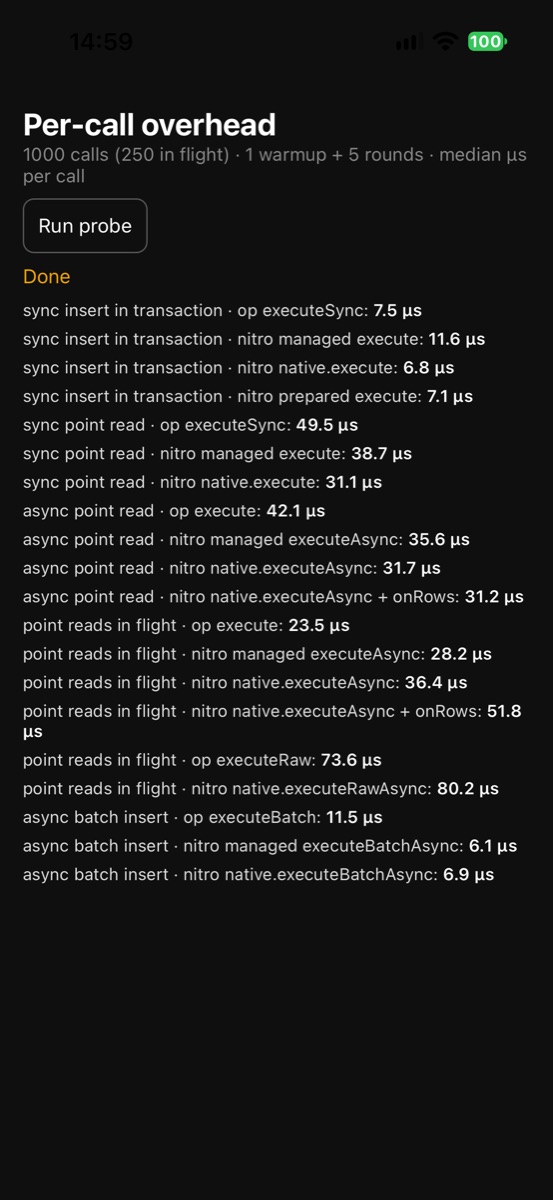 14:59
100
Per-call overhead
1000 calls (250 in flight) · 1 warmup + 5 rounds · median µs
per call
Run probe
Done
sync insert in transaction · op executeSync: 7.5 µs
sync insert in transaction · nitro managed execute: 11.6 µs
sync insert in transaction · nitro native.execute: 6.8 µs
sync insert in transaction · nitro prepared execute: 7.1 µs
sync point read · op executeSync: 49.5 µs
sync point read · nitro managed execute: 38.7 µs
sync point read · nitro native.execute: 31.1 µs
async point read · op execute: 42.1 µs
async point read · nitro managed executeAsync: 35.6 µs
async point read · nitro native.executeAsync: 31.7 µs
async point read · nitro native.executeAsync + onRows: 31.2 µs
point reads in flight · op execute: 23.5 µs
point reads in flight · nitro managed executeAsync: 28.2 µs
point reads in flight · nitro native.executeAsync: 36.4 µs
point reads in flight · nitro native.executeAsync + onRows: 51.8
µs
point reads in flight · op executeRaw: 73.6 µs
point reads in flight · nitro native.executeRawAsync: 80.2 µs
async batch insert · op executeBatch: 11.5 µs
async batch insert · nitro managed executeBatchAsync: 6.1 µs
async batch insert · nitro native.executeBatchAsync: 6.9 µs